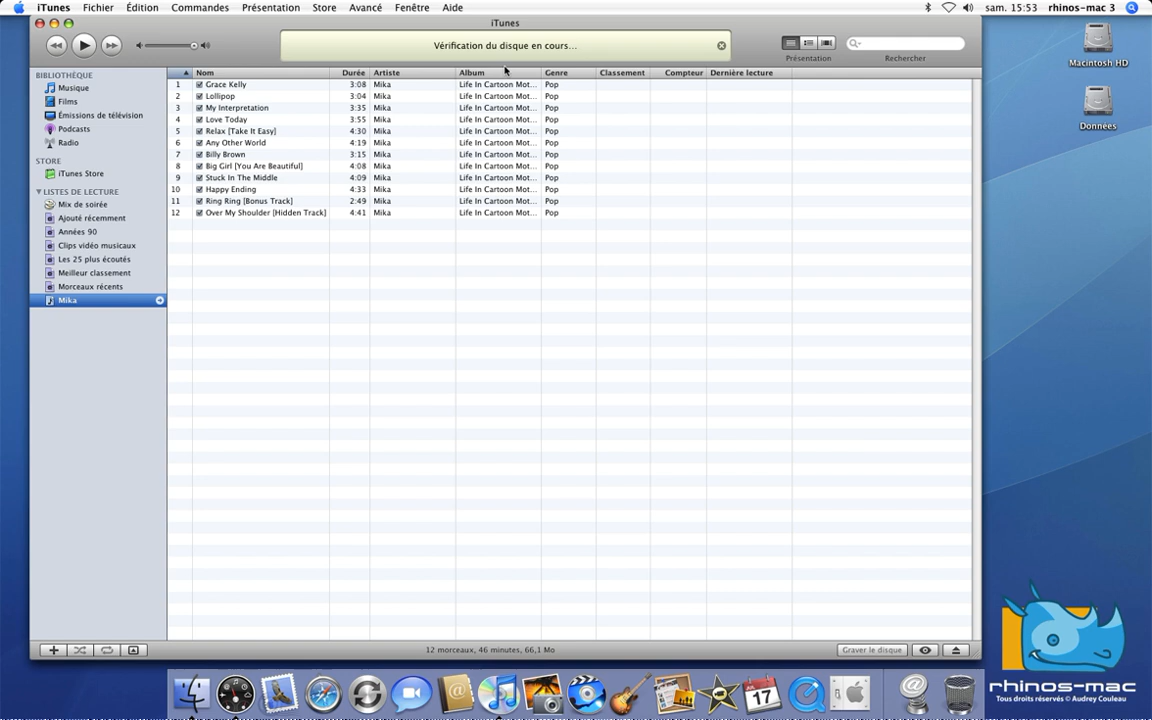 iTunes Fichier Édition Commandes Présentation Store Avancé Fenêtre Aide sam. 15:53 rhinos-mac 3
iTunes
Vérification du disque en cours...
Présentation
Rechercher
Macintosh HD
Données
BIBLIOTHÈQUE
Musique
Films
Émissions de télévision
Podcasts
Radio
STORE
iTunes Store
LISTES DE LECTURE
Mix de soirée
Ajouté récemment
Années 90
Clips vidéo musicaux
Les 25 plus écoutés
Meilleur classement
Morceaux récents
Mika
Nom Durée Artiste Album Genre Classement Compteur Dernière lecture
1 Grace Kelly 3:08 Mika Life In Cartoon Mot... Pop
2 Lollipop 3:04 Mika Life In Cartoon Mot... Pop
3 My Interpretation 3:35 Mika Life In Cartoon Mot... Pop
4 Love Today 3:55 Mika Life In Cartoon Mot... Pop
5 Relax [Take It Easy] 4:30 Mika Life In Cartoon Mot... Pop
6 Any Other World 4:19 Mika Life In Cartoon Mot... Pop
7 Billy Brown 3:15 Mika Life In Cartoon Mot... Pop
8 Big Girl [You Are Beautiful] 4:08 Mika Life In Cartoon Mot... Pop
9 Stuck In The Middle 4:09 Mika Life In Cartoon Mot... Pop
10 Happy Ending 4:33 Mika Life In Cartoon Mot... Pop
11 Ring Ring [Bonus Track] 2:49 Mika Life In Cartoon Mot... Pop
12 Over My Shoulder [Hidden Track] 4:41 Mika Life In Cartoon Mot... Pop
12 morceaux, 46 minutes, 66,1 Mo
Graver le disque
17
rhinos-mac
Tous droits réservés © Audrey Couleau